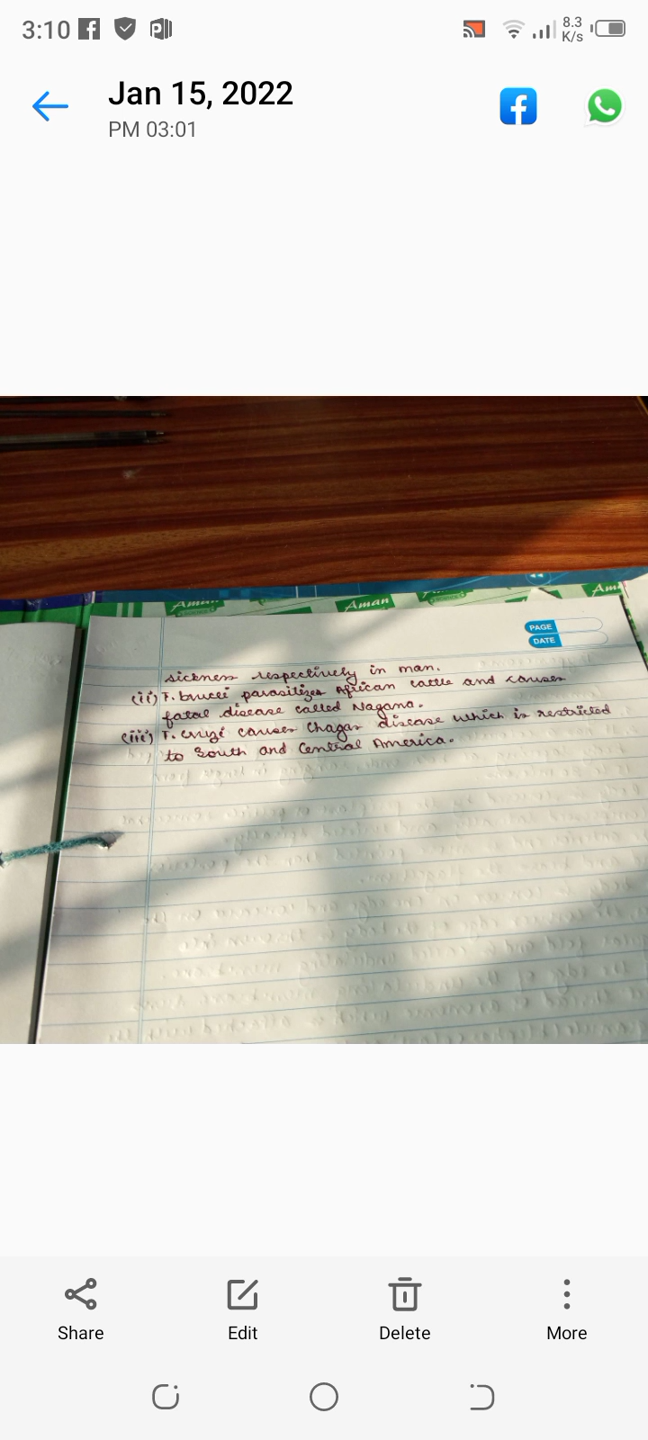 3:10
8.3
K/s
Jan 15, 2022
PM 03:01
Aman
Aman
Am
PAGE
DATE
sickness respectively in man.
(ii) T. brucei parasitizes African cattle and causes
fatal disease called Nagana.
(iii) T. cruzi causes Chagas disease which is restricted
to South and Central America.
Share
Edit
Delete
More